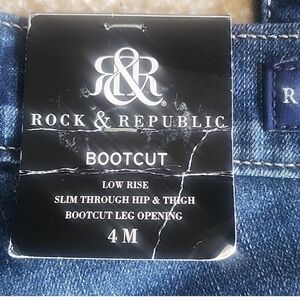 R&R
ROCK & REPUBLIC
BOOTCUT
LOW RISE
SLIM THROUGH HIP & THIGH
BOOTCUT LEG OPENING
4 M
R